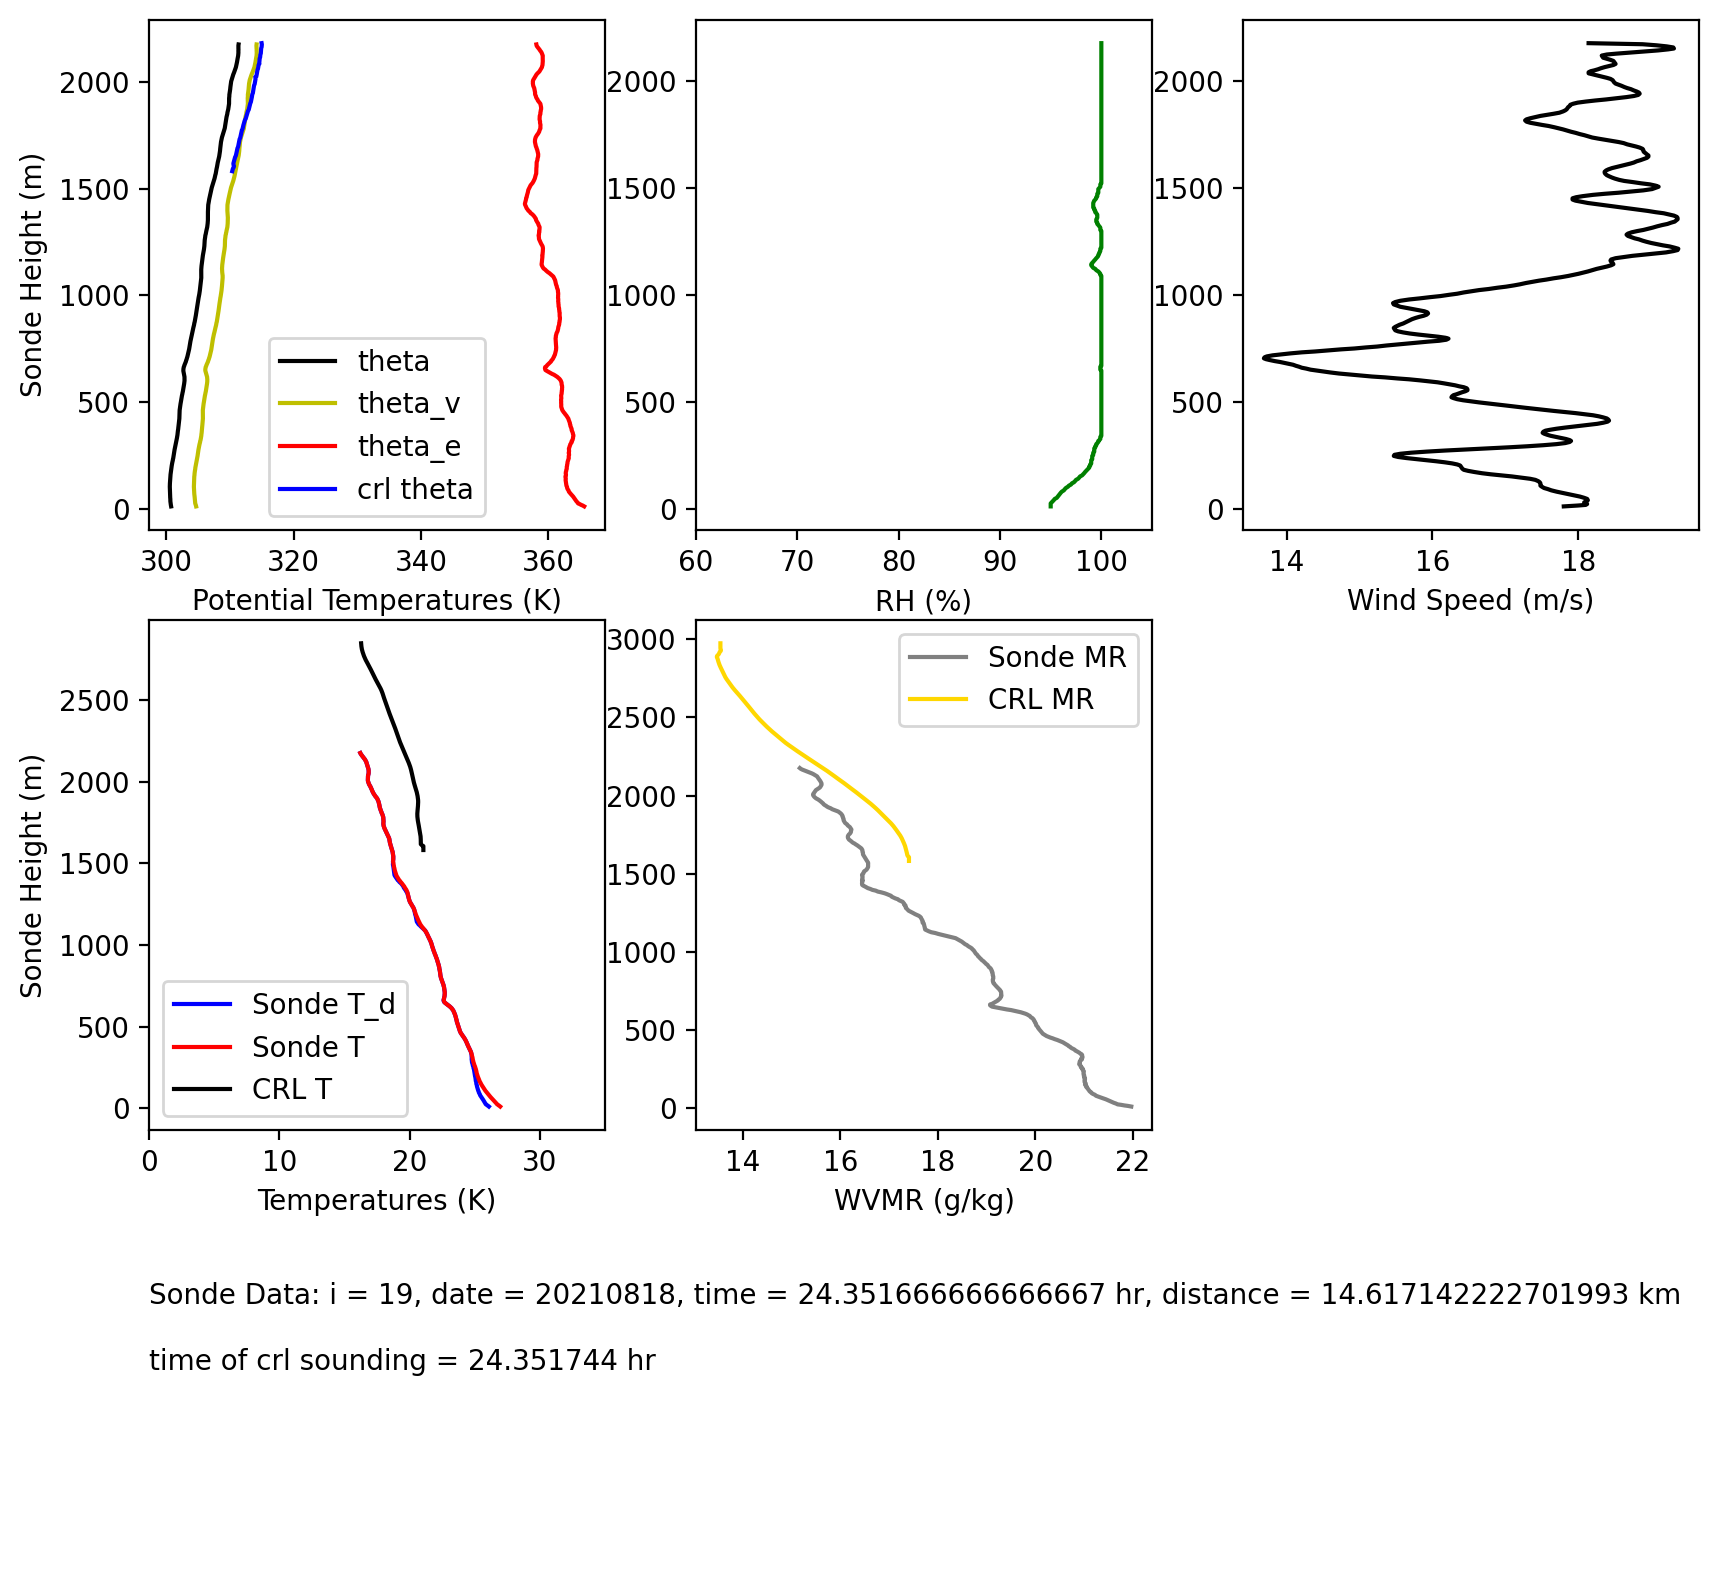 2000
1500
1000
500
0
Sonde Height (m)
theta
theta_v
theta_e
crl theta
300 320 340 360
Potential Temperatures (K)
2000
1500
1000
500
0
60 70 80 90 100
RH (%)
2000
1500
1000
500
0
14 16 18
Wind Speed (m/s)
2500
2000
1500
1000
500
0
Sonde Height (m)
Sonde T_d
Sonde T
CRL T
0 10 20 30
Temperatures (K)
3000
2500
2000
1500
1000
500
0
Sonde MR
CRL MR
14 16 18 20 22
WVMR (g/kg)
Sonde Data: i = 19, date = 20210818, time = 24.351666666666667 hr, distance = 14.617142222701993 km
time of crl sounding = 24.351744 hr